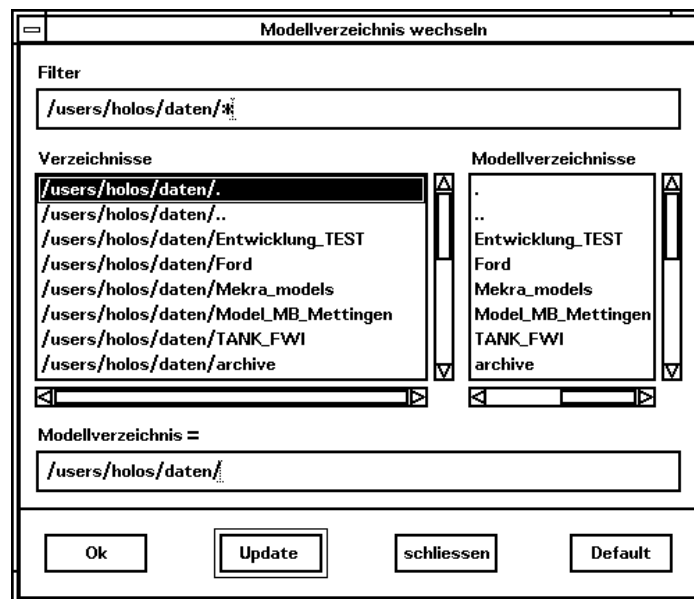 Modellverzeichnis wechseln
Filter
/users/holos/daten/*
Verzeichnisse
/users/holos/daten/.
/users/holos/daten/..
/users/holos/daten/Entwicklung_TEST
/users/holos/daten/Ford
/users/holos/daten/Mekra_models
/users/holos/daten/Model_MB_Mettingen
/users/holos/daten/TANK_FWI
/users/holos/daten/archive
Modellverzeichnisse
.
..
Entwicklung_TEST
Ford
Mekra_models
Model_MB_Mettingen
TANK_FWI
archive
Modellverzeichnis =
/users/holos/daten/
Ok Update schliessen Default